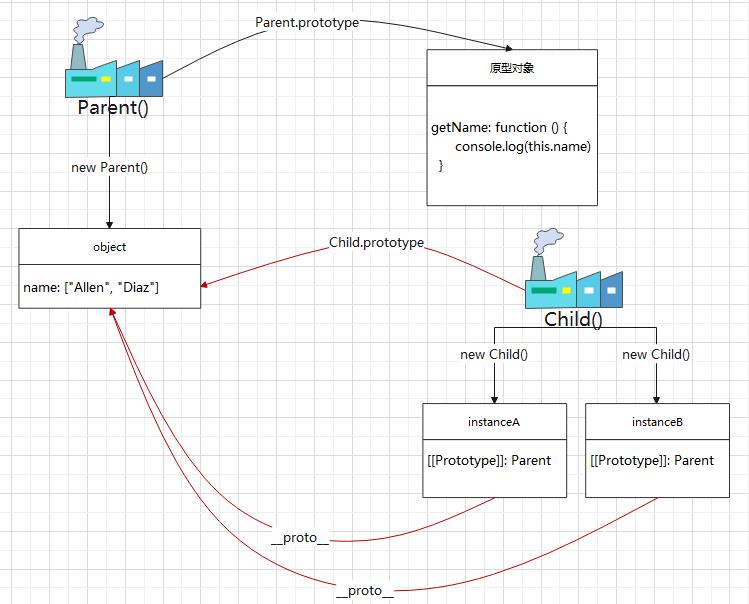 Parent.prototype
Parent()
原型对象
getName: function () {
console.log(this.name)
}
new Parent()
object
name: ["Allen", "Diaz"]
Child.prototype
Child()
new Child()
new Child()
instanceA
[[Prototype]]: Parent
instanceB
[[Prototype]]: Parent
__proto__
__proto__